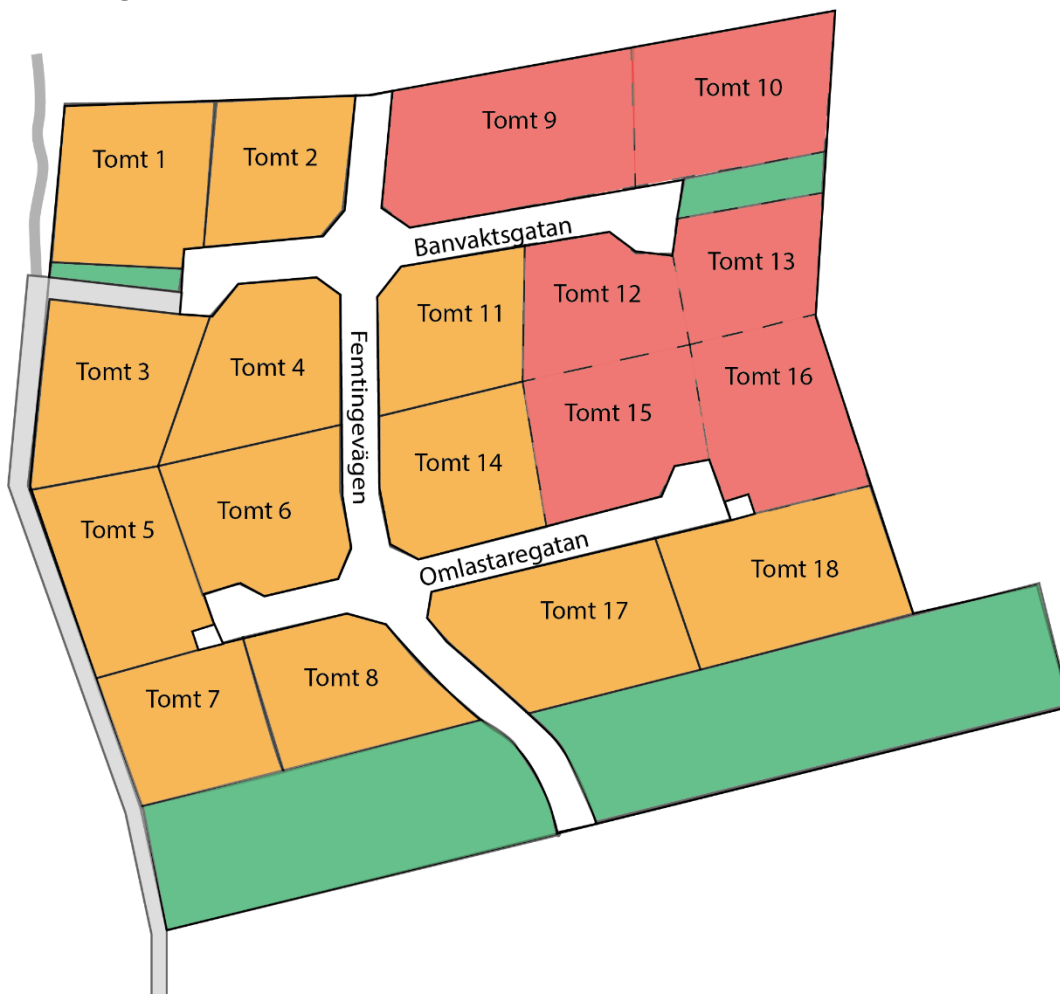 Tomt 10
Tomt 9
Tomt 1
Tomt 2
Banvaktsgatan
Tomt 13
Tomt 12
Tomt 11
Tomt 3
Tomt 4
Femtingevägen
Tomt 16
Tomt 15
Tomt 14
Tomt 5
Tomt 6
Omlastaregatan
Tomt 18
Tomt 17
Tomt 7
Tomt 8